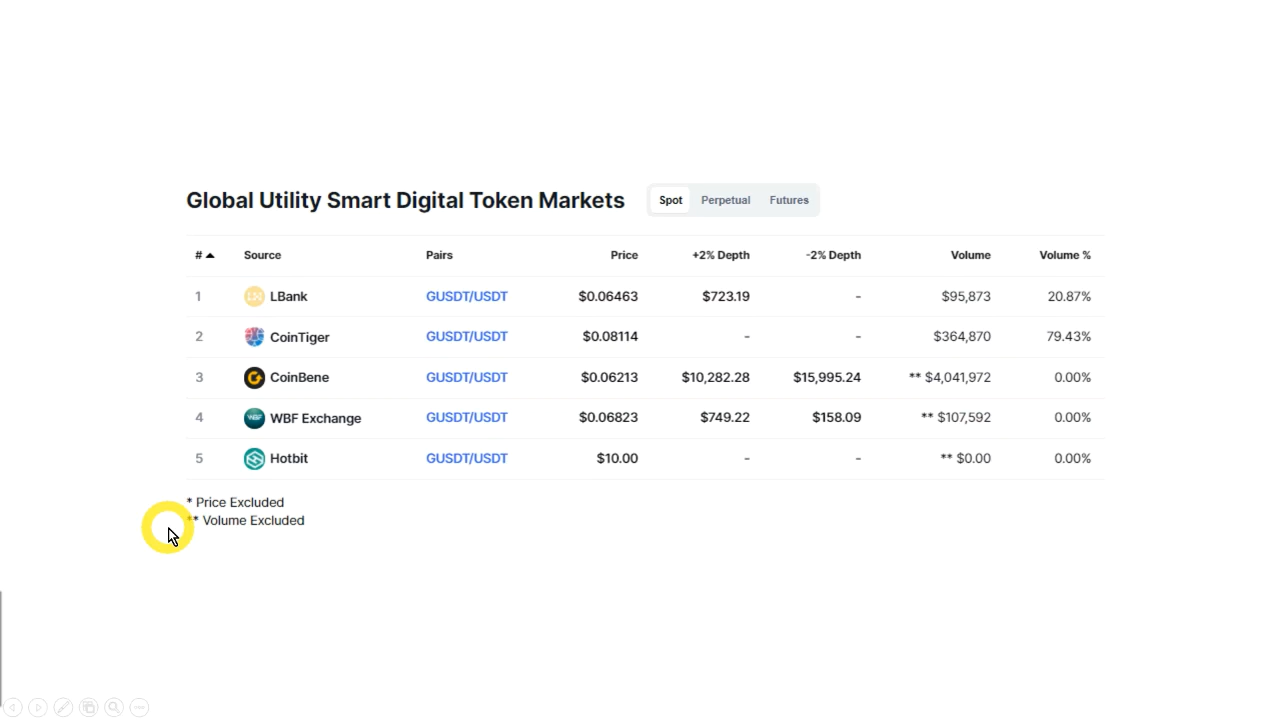 Global Utility Smart Digital Token Markets Spot Perpetual Futures
# Source Pairs Price +2% Depth -2% Depth Volume Volume %
1 LBank GUSDT/USDT $0.06463 $723.19 - $95,873 20.87%
2 CoinTiger GUSDT/USDT $0.08114 - - $364,870 79.43%
3 CoinBene GUSDT/USDT $0.06213 $10,282.28 $15,995.24 ** $4,041,972 0.00%
4 WBF Exchange GUSDT/USDT $0.06823 $749.22 $158.09 ** $107,592 0.00%
5 Hotbit GUSDT/USDT $10.00 - - ** $0.00 0.00%
* Price Excluded
** Volume Excluded